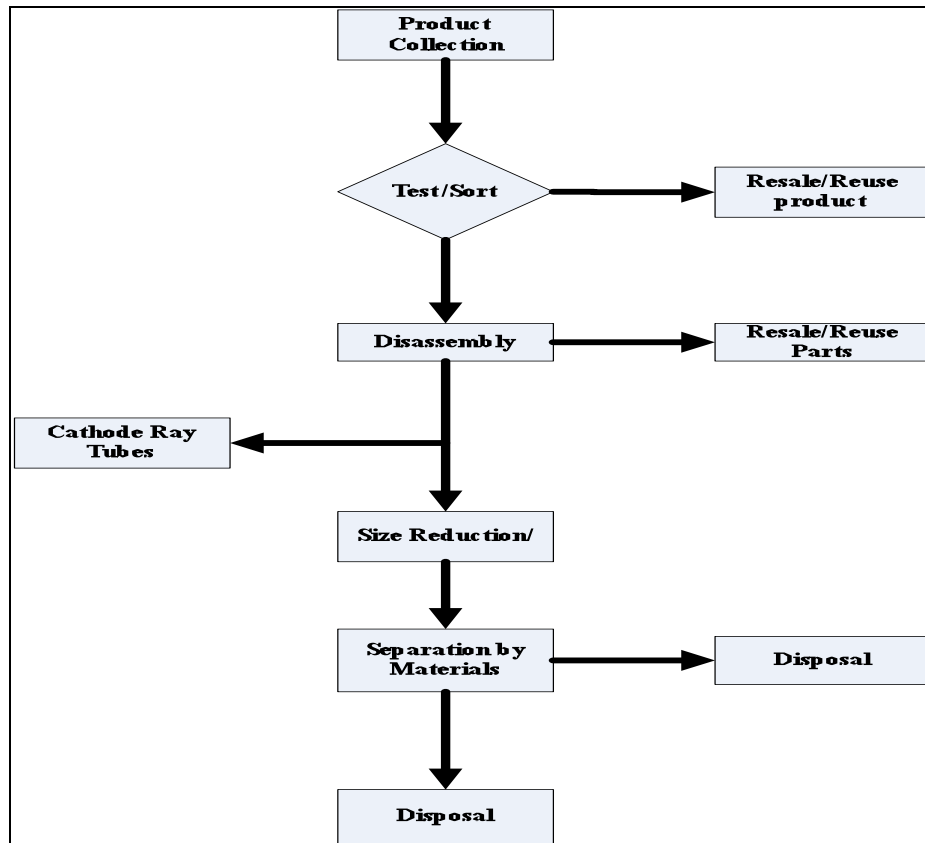 Product
Collection
Test/Sort
Resale/Reuse
product
Disassembly
Resale/Reuse
Parts
Cathode Ray
Tubes
Size Reduction/
Separation by
Materials
Disposal
Disposal